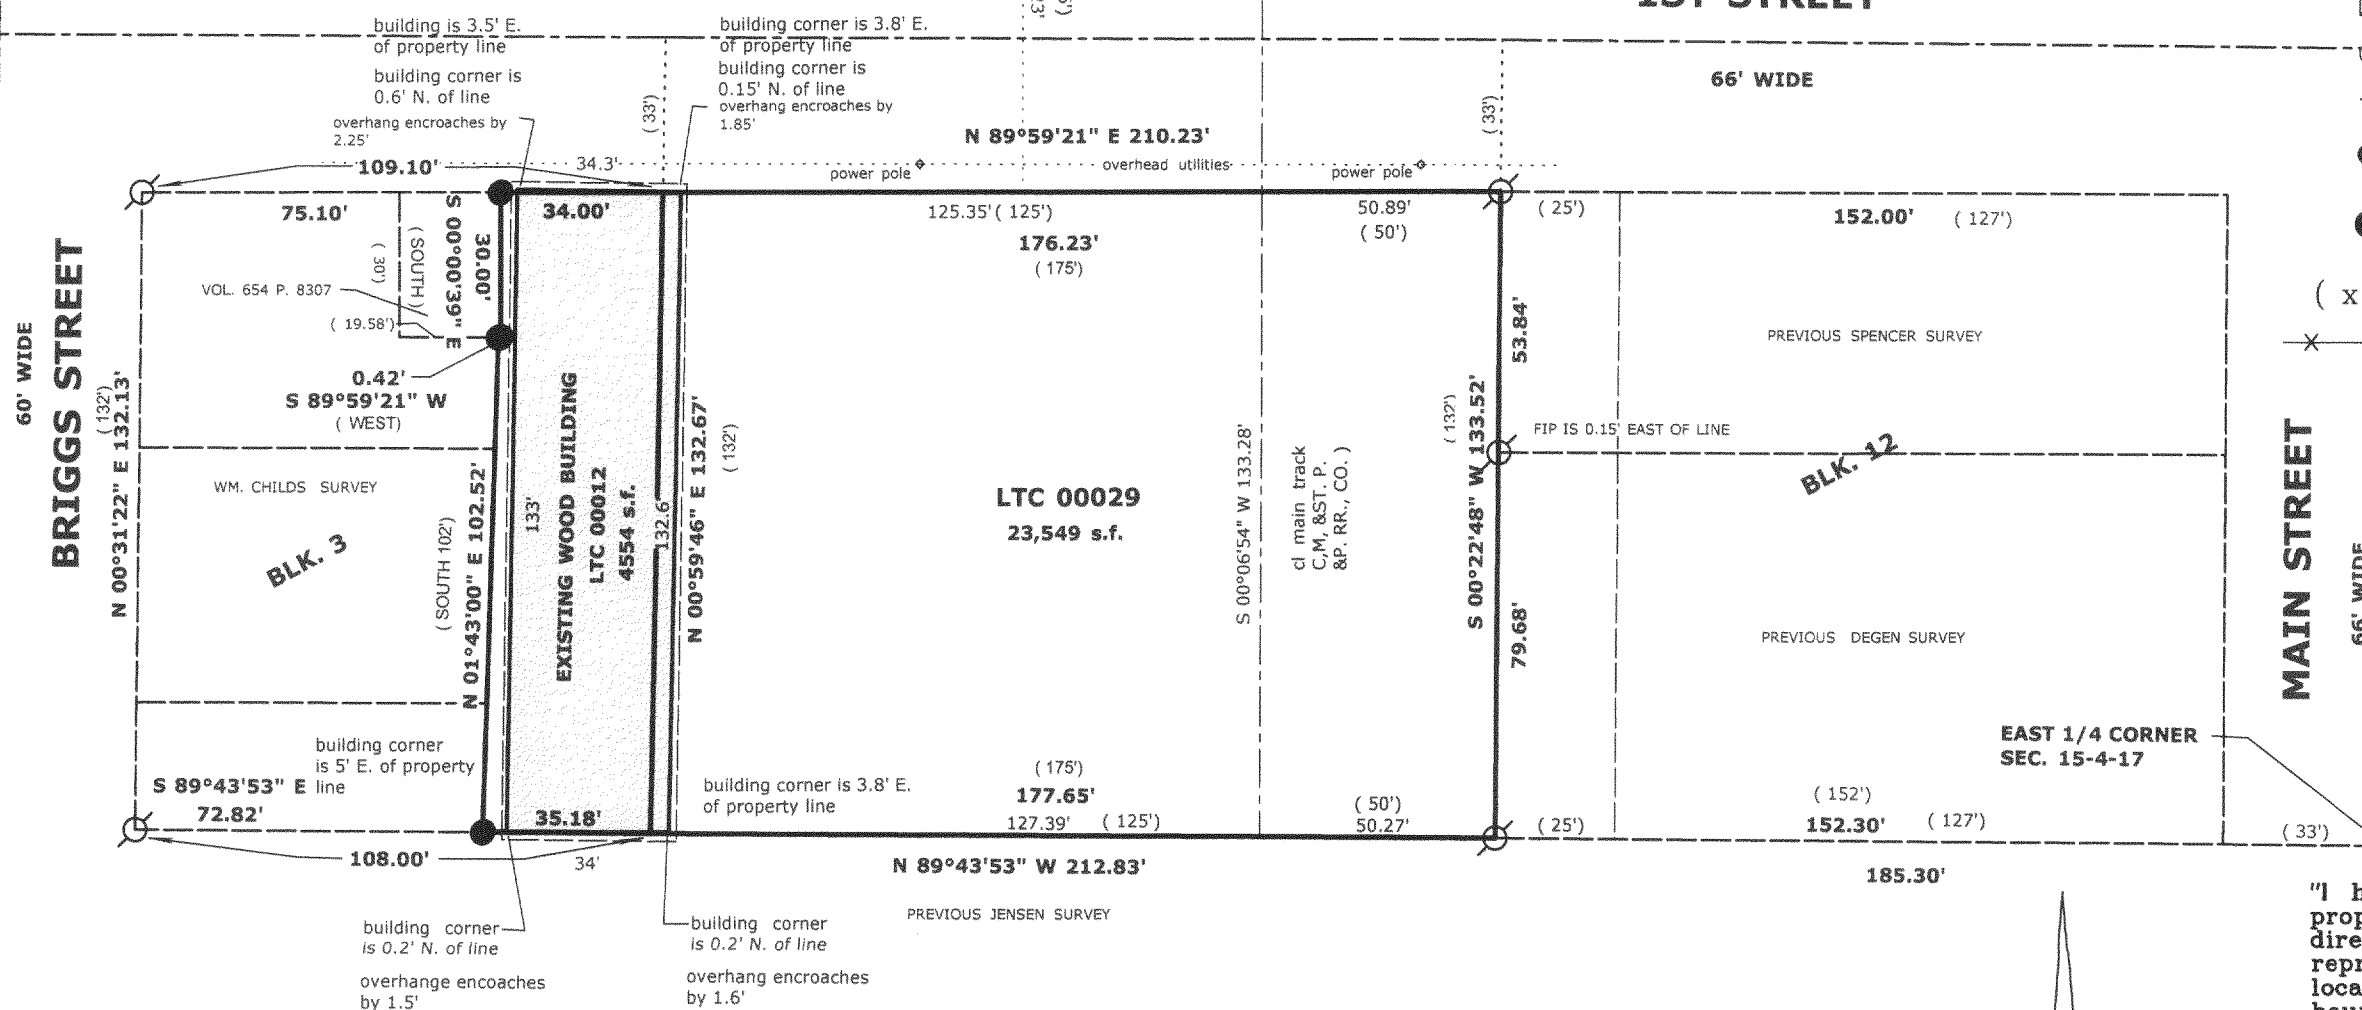 1ST STREET
building is 3.5' E.
of property line
building corner is
0.6' N. of line
overhang encroaches by
2.25'
building corner 3.8' E.
of property line
building corner is
0.15' N. of line
overhang encroaches by
1.85'
( 33')
( 33')
66' WIDE
N 89°59'21" E 210.23'
109.10'
34.3'
power pole
overhead utilities
power pole
75.10'
34.00'
125.35' ( 125')
50.89'
( 50')
( 25')
152.00' ( 127')
176.23'
( 175')
S 00°00'39" E
30.00'
( SOUTH)
( 30')
VOL. 654 P. 8307
( 19.58')
0.42'
S 89°59'21" W
( WEST)
60' WIDE
BRIGGS STREET
( 132')
N 00°31'22" E 132.13'
WM. CHILDS SURVEY
BLK. 3
( SOUTH 102')
N 01°43'00" E 102.52'
133'
EXISTING WOOD BUILDING
LTC 00012
4554 s.f.
132.6'
N 00°59'46" E 132.67'
( 132')
LTC 00029
23,549 s.f.
S 00°06'54" W 133.28'
cl main track
C,M, &ST. P.
&P. RR., CO. )
( 132')
S 00°22'48" W 133.52'
53.84'
79.68'
FIP IS 0.15' EAST OF LINE
PREVIOUS SPENCER SURVEY
BLK. 12
PREVIOUS DEGEN SURVEY
MAIN STREET
66' WIDE
( x
EAST 1/4 CORNER
SEC. 15-4-17
building corner
is 5' E. of property
line
S 89°43'53" E
72.82'
35.18'
building corner is 3.8' E.
of property line
( 175')
177.65'
127.39' ( 125')
( 50')
50.27'
( 25')
( 152')
152.30' ( 127')
( 33')
108.00'
34'
N 89°43'53" W 212.83'
185.30'
PREVIOUS JENSEN SURVEY
building corner
is 0.2' N. of line
overhange encoaches
by 1.5'
building corner
is 0.2' N. of line
overhang encroaches
by 1.6'
"I h
prop
dire
repr
loca